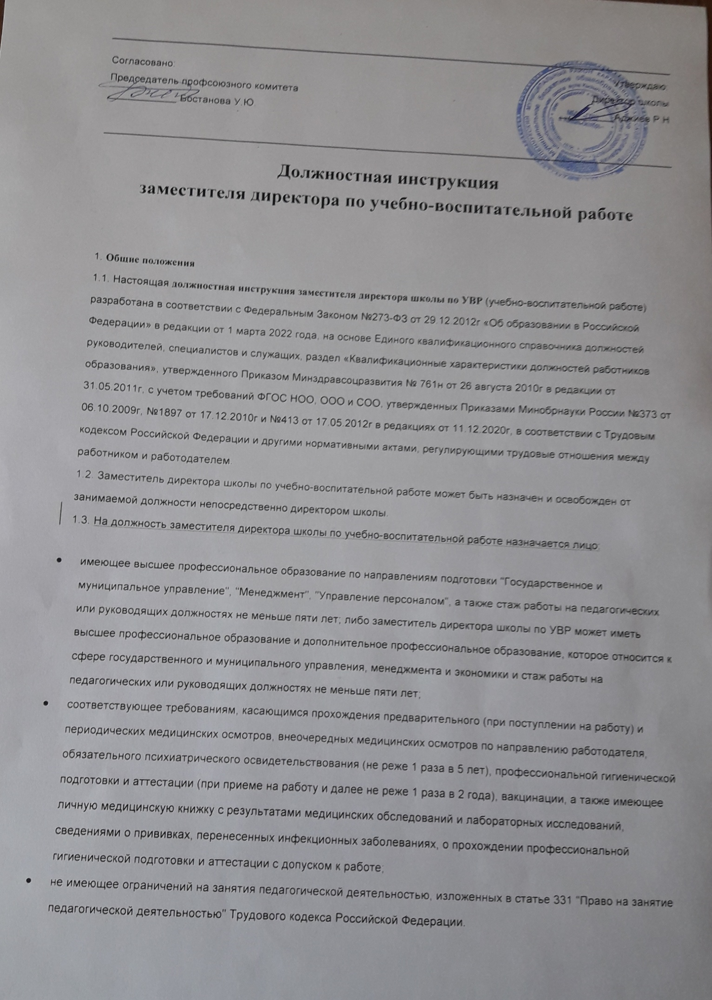 Согласовано:
Председатель профсоюзного комитета
Бостанова У.Ю.
Утверждаю:
Директор школы
Аджиев Р Н
Должностная инструкция
заместителя директора по учебно-воспитательной работе
1. Общие положения
1.1. Настоящая должностная инструкция заместителя директора школы по УВР (учебно-воспитательной работе)
разработана в соответствии с Федеральным Законом №273-ФЗ от 29.12.2012г «Об образовании в Российской
Федерации» в редакции от 1 марта 2022 года, на основе Единого квалификационного справочника должностей
руководителей, специалистов и служащих, раздел «Квалификационные характеристики должностей работников
образования», утвержденного Приказом Минздравсоцразвития № 761н от 26 августа 2010г в редакции от
31.05.2011г, с учетом требований ФГОС НОО, ООО и СОО, утвержденных Приказами Минобрнауки России №373 от
06.10.2009г, №1897 от 17.12.2010г и №413 от 17.05.2012г в редакциях от 11.12.2020г, в соответствии с Трудовым
кодексом Российской Федерации и другими нормативными актами, регулирующими трудовые отношения между
работником и работодателем.
1.2. Заместитель директора школы по учебно-воспитательной работе может быть назначен и освобожден от
занимаемой должности непосредственно директором школы.
1.3. На должность заместителя директора школы по учебно-воспитательной работе назначается лицо:
• имеющее высшее профессиональное образование по направлениям подготовки "Государственное и
муниципальное управление", "Менеджмент", "Управление персоналом", а также стаж работы на педагогических
или руководящих должностях не меньше пяти лет; либо заместитель директора школы по УВР может иметь
высшее профессиональное образование и дополнительное профессиональное образование, которое относится к
сфере государственного и муниципального управления, менеджмента и экономики и стаж работы на
педагогических или руководящих должностях не меньше пяти лет;
• соответствующее требованиям, касающимся прохождения предварительного (при поступлении на работу) и
периодических медицинских осмотров, внеочередных медицинских осмотров по направлению работодателя,
обязательного психиатрического освидетельствования (не реже 1 раза в 5 лет), профессиональной гигиенической
подготовки и аттестации (при приеме на работу и далее не реже 1 раза в 2 года), вакцинации, а также имеющее
личную медицинскую книжку с результатами медицинских обследований и лабораторных исследований,
сведениями о прививках, перенесенных инфекционных заболеваниях, о прохождении профессиональной
гигиенической подготовки и аттестации с допуском к работе;
• не имеющее ограничений на занятия педагогической деятельностью, изложенных в статье 331 "Право на занятие
педагогической деятельностью" Трудового кодекса Российской Федерации.